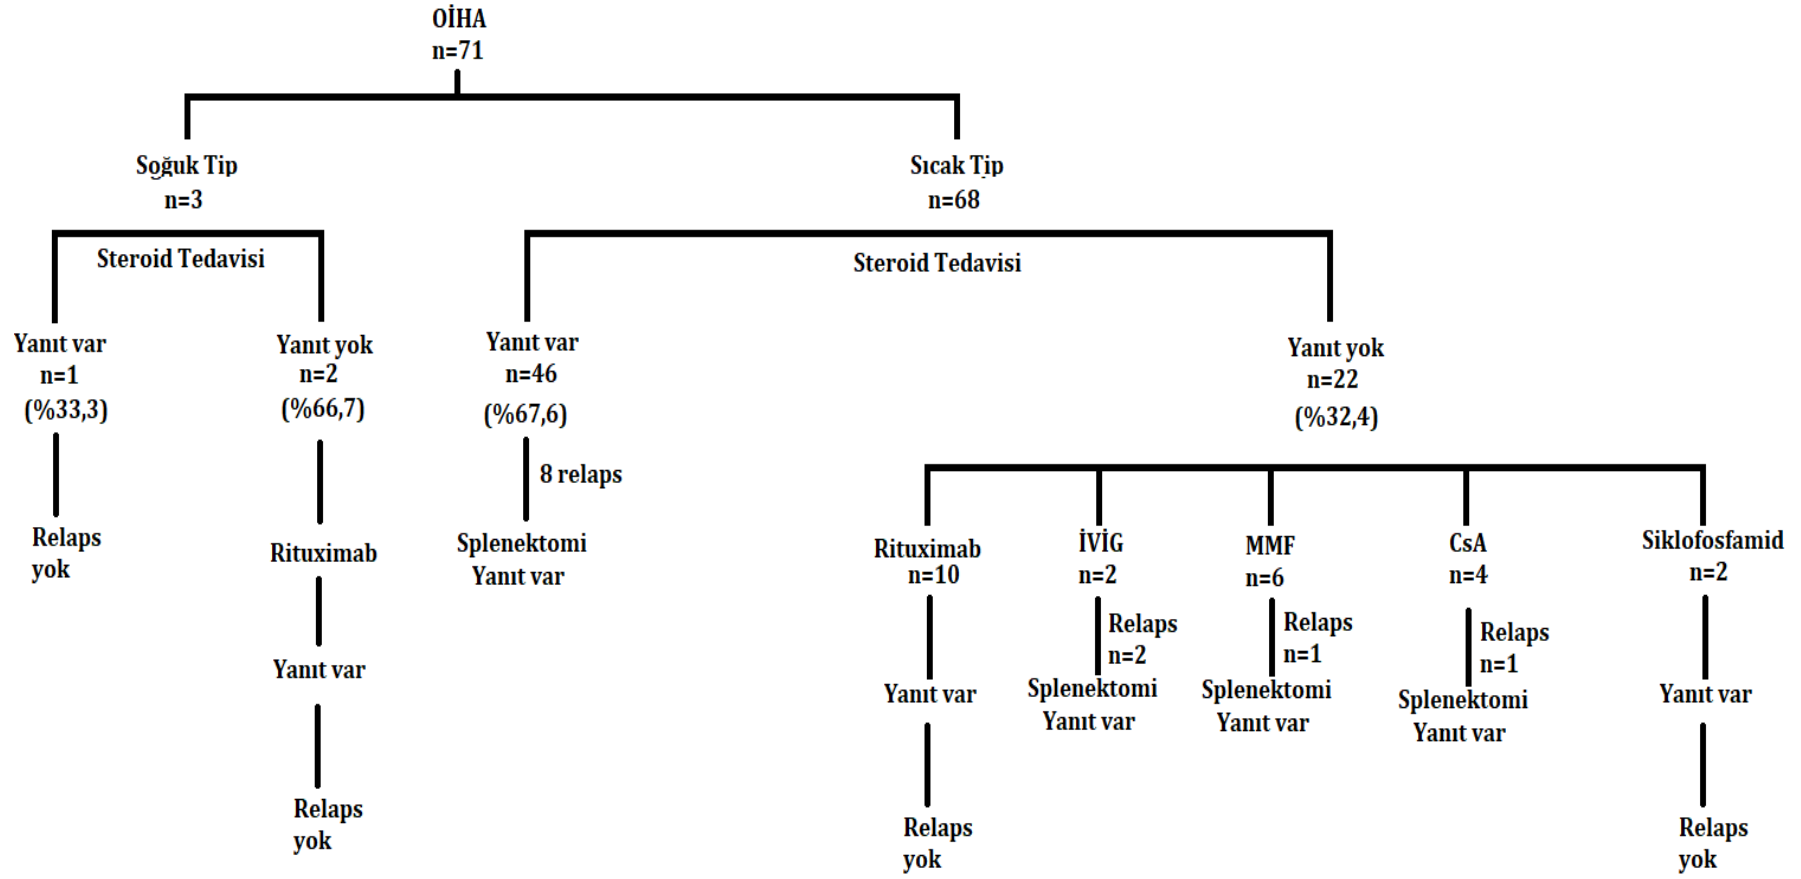 OİHA
n=71
Soğuk Tip
n=3
Sıcak Tip
n=68
Steroid Tedavisi
Steroid Tedavisi
Yanıt var
n=1
(%33,3)
Yanıt yok
n=2
(%66,7)
Yanıt var
n=46
(%67,6)
Yanıt yok
n=22
(%32,4)
Relaps
yok
Rituximab
Yanıt var
Relaps
yok
8 relaps
Splenektomi
Yanıt var
Rituximab
n=10
Yanıt var
Relaps
yok
İVİG
n=2
Relaps
n=2
Splenektomi
Yanıt var
MMF
n=6
Relaps
n=1
Splenektomi
Yanıt var
CsA
n=4
Relaps
n=1
Splenektomi
Yanıt var
Siklofosfamid
n=2
Yanıt var
Relaps
yok